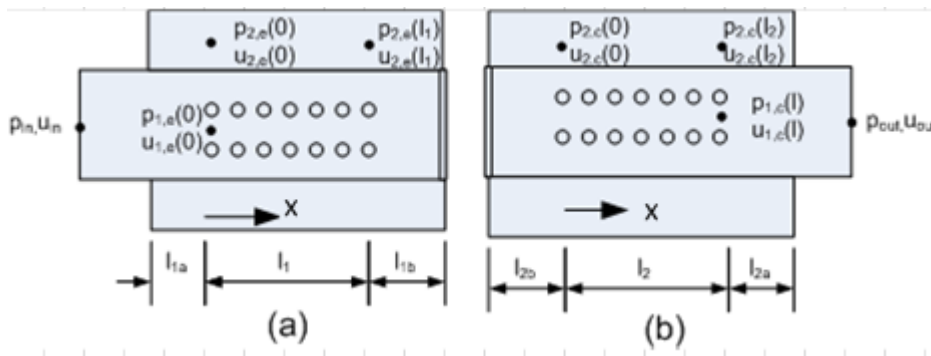 p2,e(0)
u2,e(0)
p2,e(l1)
u2,e(l1)
pin,uin
p1,e(0)
u1,e(0)
X
l1a
l1
l1b
(a)
p2,c(0)
u2,c(0)
p2,c(l2)
u2,c(l2)
p1,c(l)
u1,c(l)
pout,uou
X
l2b
l2
l2a
(b)